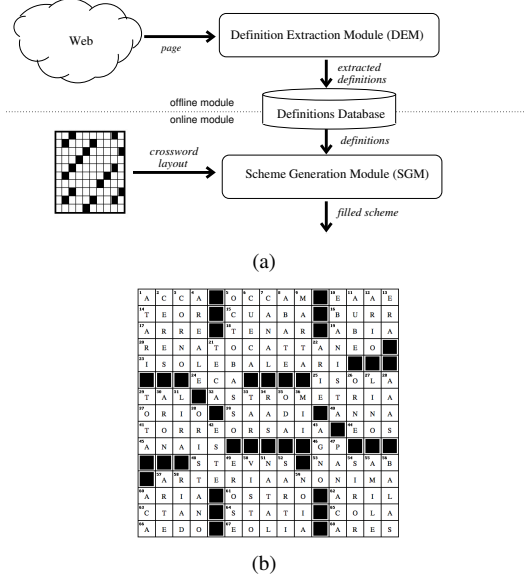 Web
page
Definition Extraction Module (DEM)
extracted
definitions
offline module
online module
Definitions Database
crossword
layout
definitions
Scheme Generation Module (SGM)
filled scheme
(a)
A C C A O C C A M E A A E
T E O R C U A B A B U R R
A R R E T E N A R A B I A
R E N A T O C A T T A N E O
I S O L E B A L E A R I
E C A I S O L A
T A L A S T R O M E T R I A
O R I O S A A D I A N N A
T O R R E O R S A I A E O S
A N A I S G P
S T E V N S N A S A B
A R T E R I A A N O N I M A
A R I A O S T R O A R I L
C T A N S T A T I C O L A
A E D O E O L I A A R E S
(b)